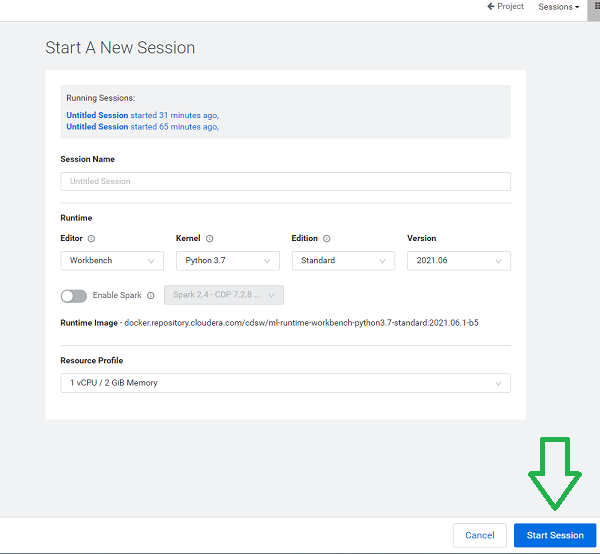 Project Sessions
Start A New Session
Running Sessions:
Untitled Session started 31 minutes ago,
Untitled Session started 65 minutes ago,
Session Name
Untitled Session
Runtime
Editor Kernel Edition Version
Workbench Python 3.7 Standard 2021.06
Enable Spark Spark 2.4 - CDP 7.2.8 ...
Runtime Image - docker.repository.cloudera.com/cdsw/ml-runtime-workbench-python3.7-standard:2021.06.1-b5
Resource Profile
1 vCPU / 2 GiB Memory
Cancel Start Session